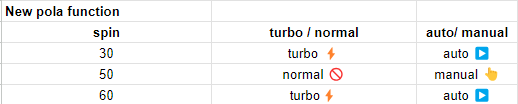 New pola function
spin turbo / normal auto/ manual
30 turbo ⚡ auto ▶️
50 normal 🚫 manual 👆
60 turbo ⚡ auto ▶️